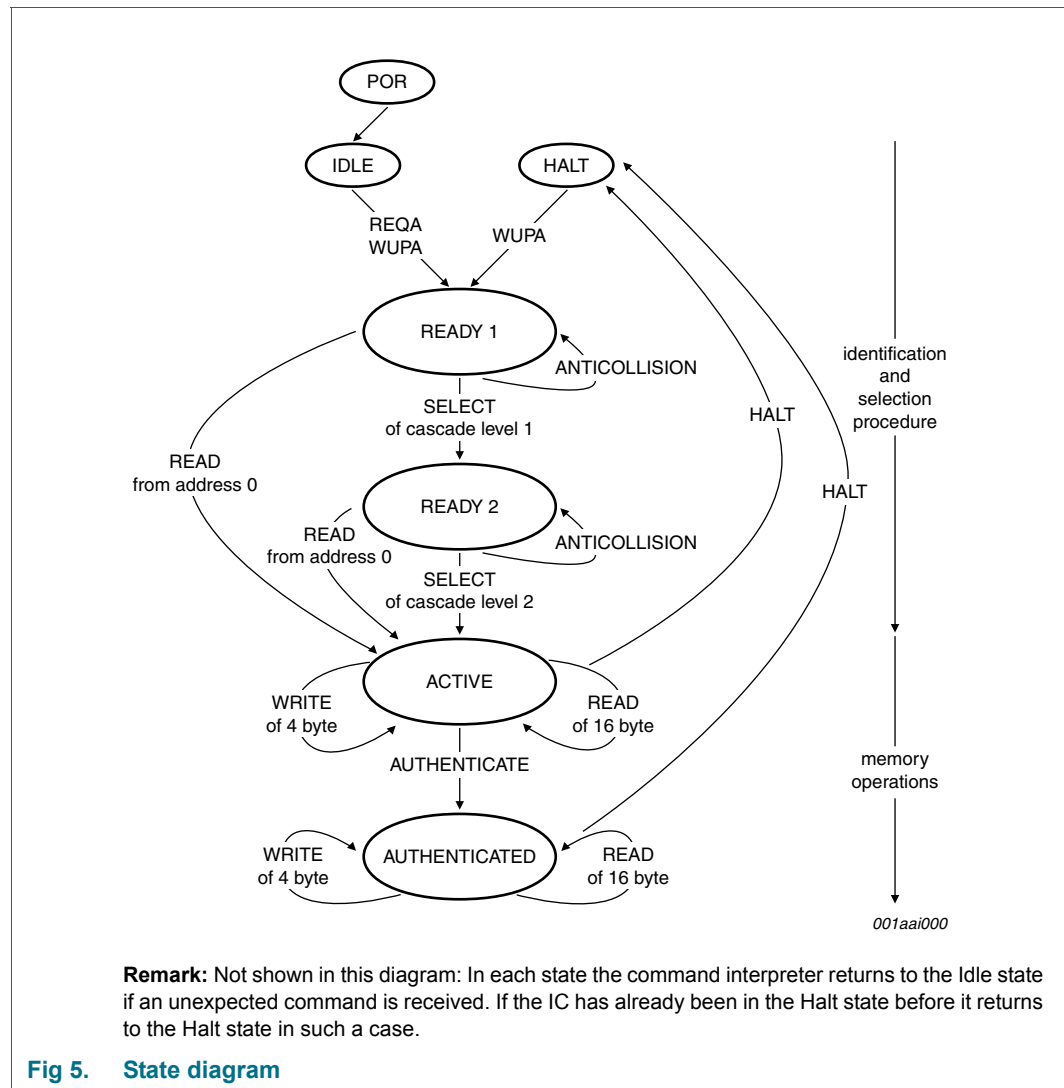 POR
IDLE
HALT
REQA
WUPA
WUPA
READY 1
ANTICOLLISION
identification
and
selection
procedure
SELECT
of cascade level 1
HALT
READ
from address 0
HALT
READY 2
READ
from address 0
ANTICOLLISION
SELECT
of cascade level 2
ACTIVE
WRITE
of 4 byte
READ
of 16 byte
AUTHENTICATE
memory
operations
WRITE
of 4 byte
AUTHENTICATED
READ
of 16 byte
001aai000
Remark: Not shown in this diagram: In each state the command interpreter returns to the Idle state
if an unexpected command is received. If the IC has already been in the Halt state before it returns
to the Halt state in such a case.
Fig 5. State diagram